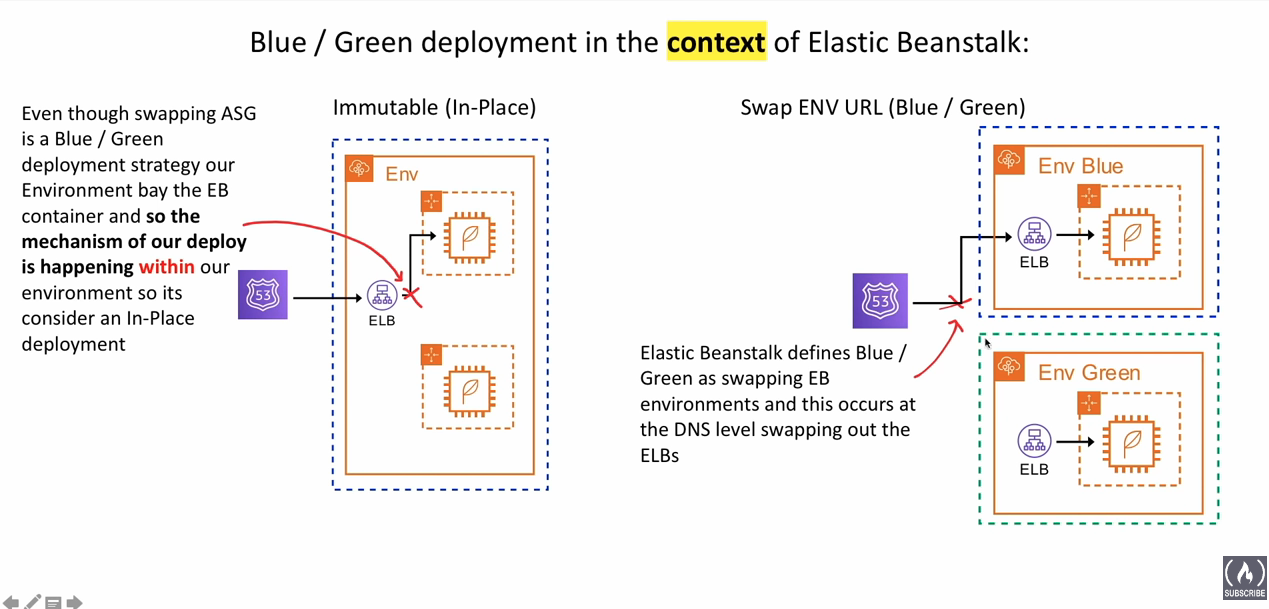 Blue / Green deployment in the context of Elastic Beanstalk:
Even though swapping ASG
is a Blue / Green
deployment strategy our
Environment bay the EB
container and so the
mechanism of our deploy
is happening within our
environment so its
consider an In-Place
deployment
Immutable (In-Place)
Env
53
ELB
Swap ENV URL (Blue / Green)
Env Blue
ELB
53
Elastic Beanstalk defines Blue /
Green as swapping EB
environments and this occurs at
the DNS level swapping out the
ELBs
Env Green
ELB
SUBSCRIBE